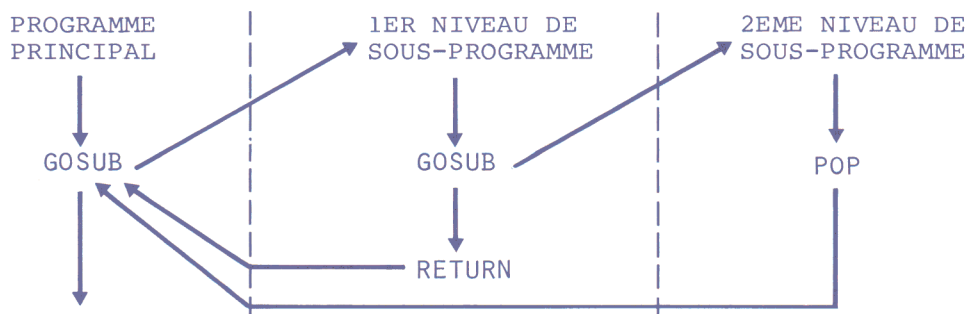 PROGRAMME
PRINCIPAL
1ER NIVEAU DE
SOUS-PROGRAMME
2EME NIVEAU DE
SOUS-PROGRAMME
GOSUB
GOSUB
POP
RETURN